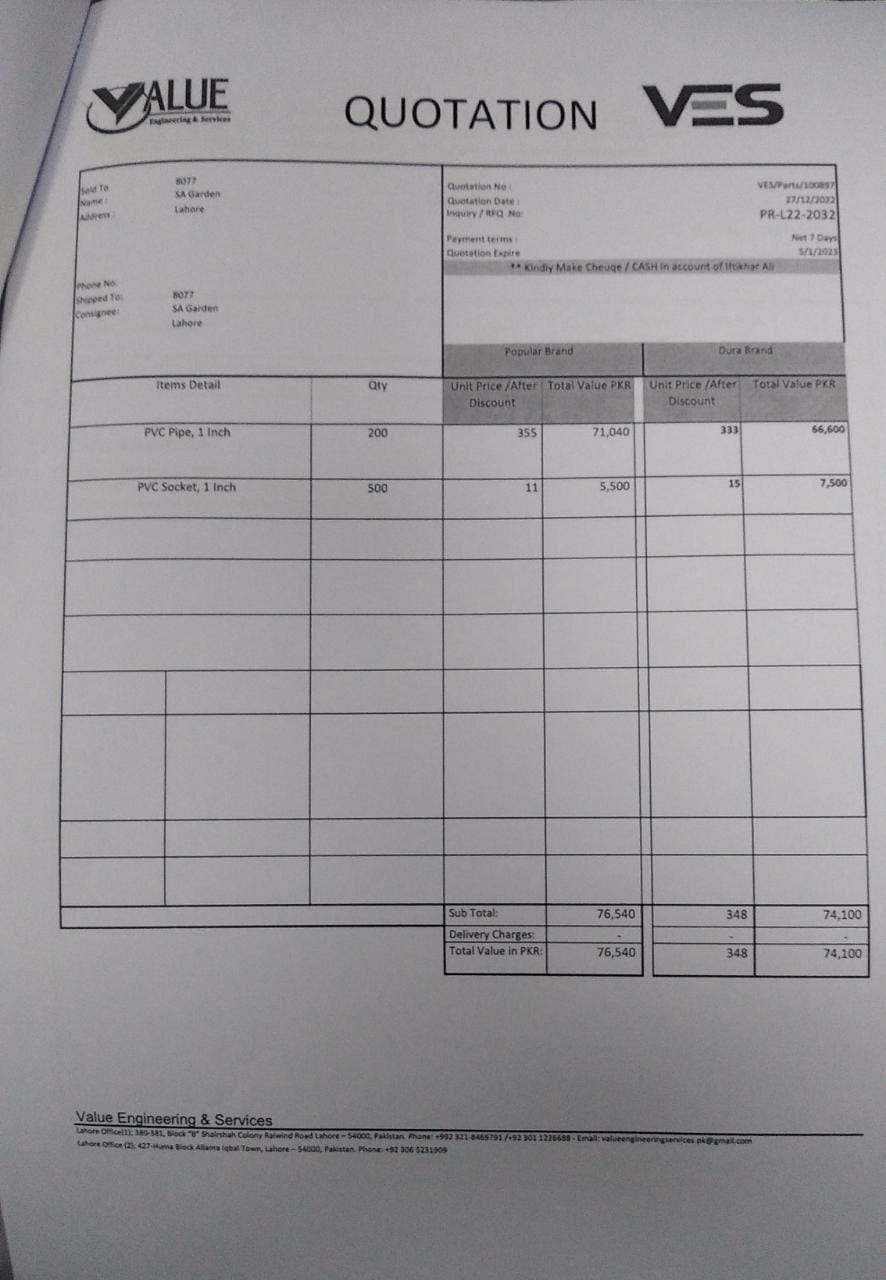 VALUE
Engineering & Services
QUOTATION
VES
Sold To 8077
Name : SA Garden
Address : Lahore
Phone No:
Shipped To: 8077
Consignee: SA Garden
Lahore
Quotation No : VES/Parts/100897
Quotation Date : 27/12/2022
Inquiry / RFQ No: PR-L22-2032
Payment terms : Net 7 Days
Quotation Expire 5/1/2023
** Kindly Make Cheuqe / CASH in account of Iftikhar Ali
Popular Brand Dura Brand
Items Detail Qty Unit Price /After Discount Total Value PKR Unit Price /After Discount Total Value PKR
PVC Pipe, 1 Inch 200 355 71,040 333 66,600
PVC Socket, 1 Inch 500 11 5,500 15 7,500
Sub Total: 76,540 348 74,100
Delivery Charges: - - -
Total Value in PKR: 76,540 348 74,100
Value Engineering & Services
Lahore Office(1); 380-381, Block "B" Shairshah Colony Raiwind Road Lahore – 54000, Pakistan. Phone: +992 321-8469791 /+92 301 1226688 - Email: valueengineeringservices.pk@gmail.com
Lahore Office (2); 427-Huma Block Allama Iqbal Town, Lahore – 54000, Pakistan. Phone: +92 306 5231909